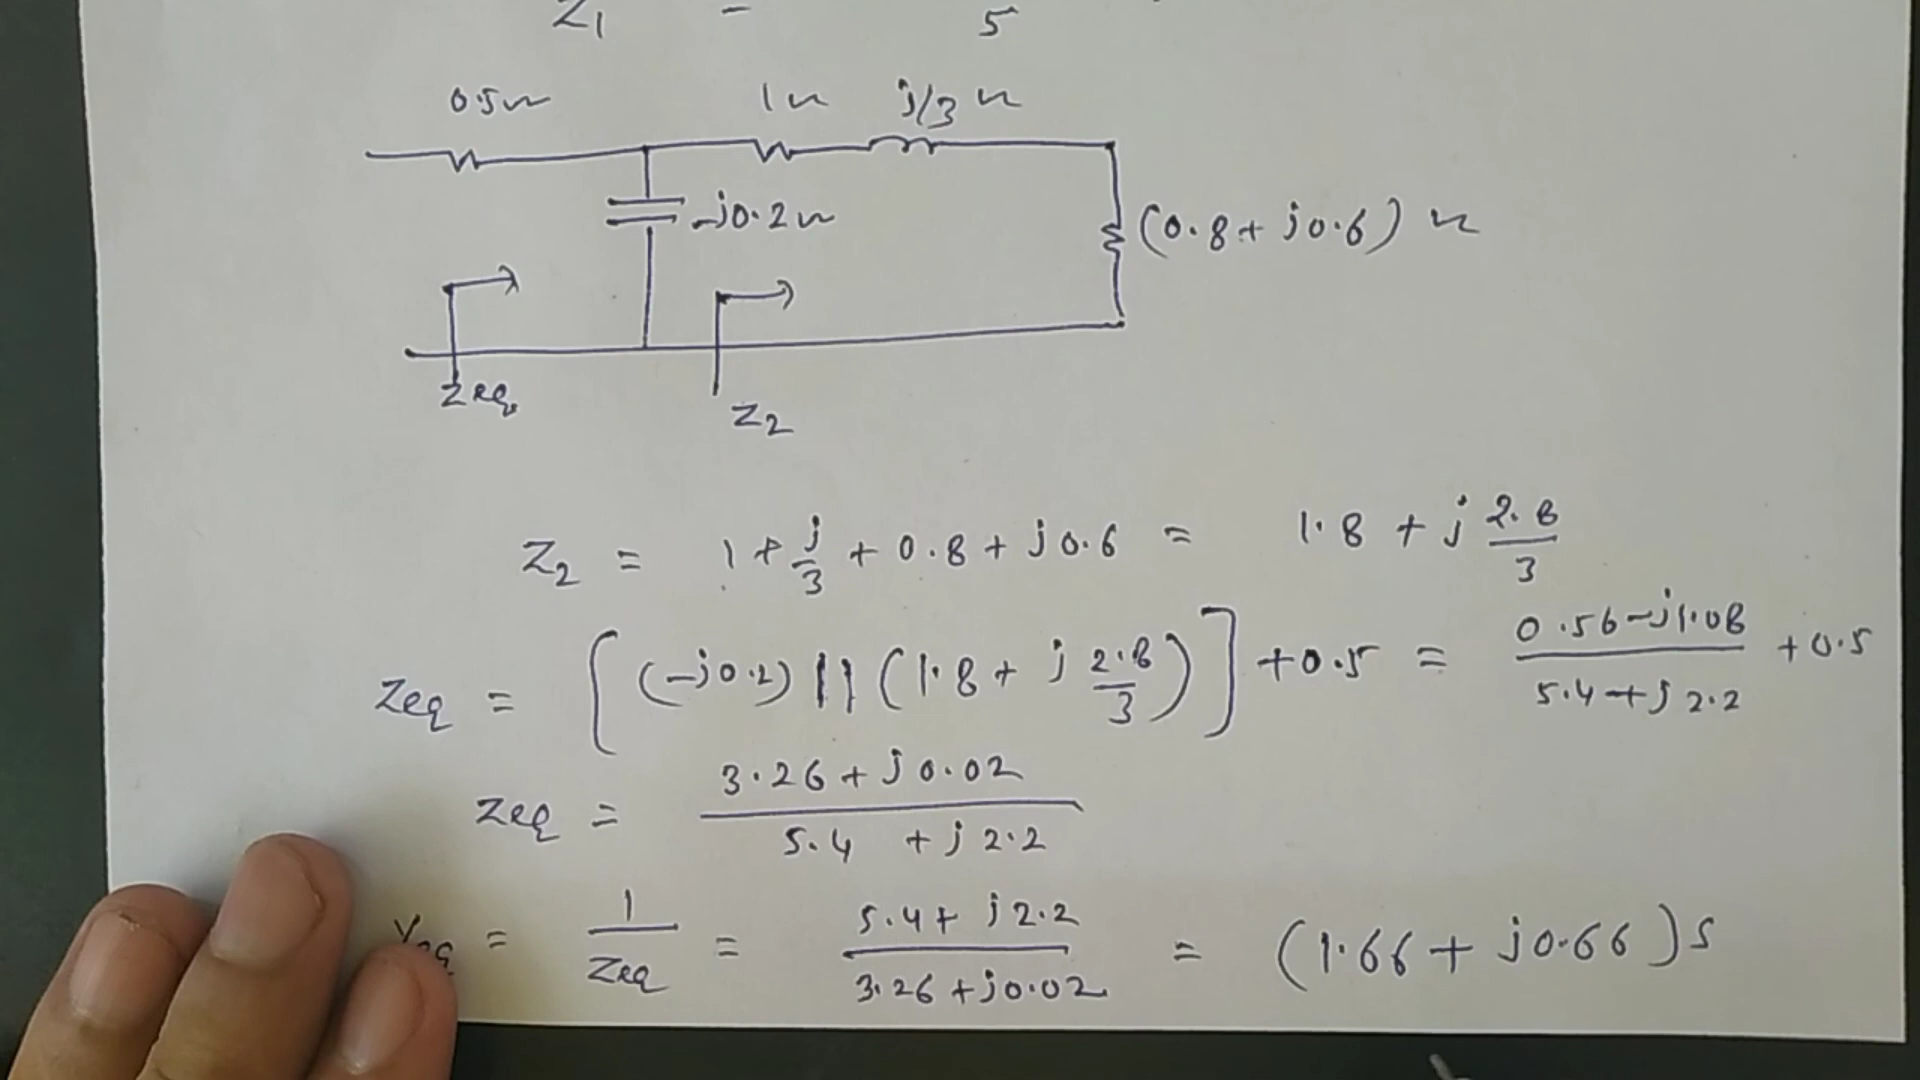 Z₁ = 5
0.5Ω 1Ω j/3 Ω
-j0.2Ω (0.8+j0.6) Ω
Zeq Z₂
Z₂ = 1 + j/3 + 0.8 + j0.6 = 1.8 + j 2.8/3
Zeq = [(-j0.2) || (1.8 + j 2.8/3)] + 0.5 = (0.56-j1.08)/(5.4+j2.2) + 0.5
Zeq = (3.26 + j0.02)/(5.4 + j2.2)
Yeq = 1/Zeq = (5.4 + j2.2)/(3.26 + j0.02) = (1.66 + j0.66)S